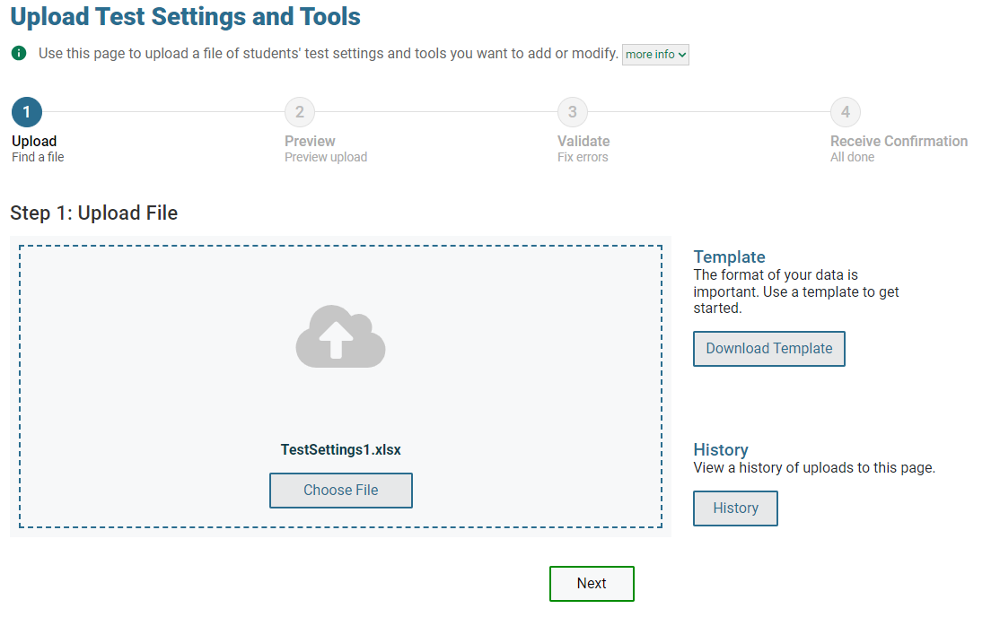 Upload Test Settings and Tools
i Use this page to upload a file of students' test settings and tools you want to add or modify. more info
1 2 3 4
Upload Preview Validate Receive Confirmation
Find a file Preview upload Fix errors All done
Step 1: Upload File
TestSettings1.xlsx
Choose File
Template
The format of your data is
important. Use a template to get
started.
Download Template
History
View a history of uploads to this page.
History
Next